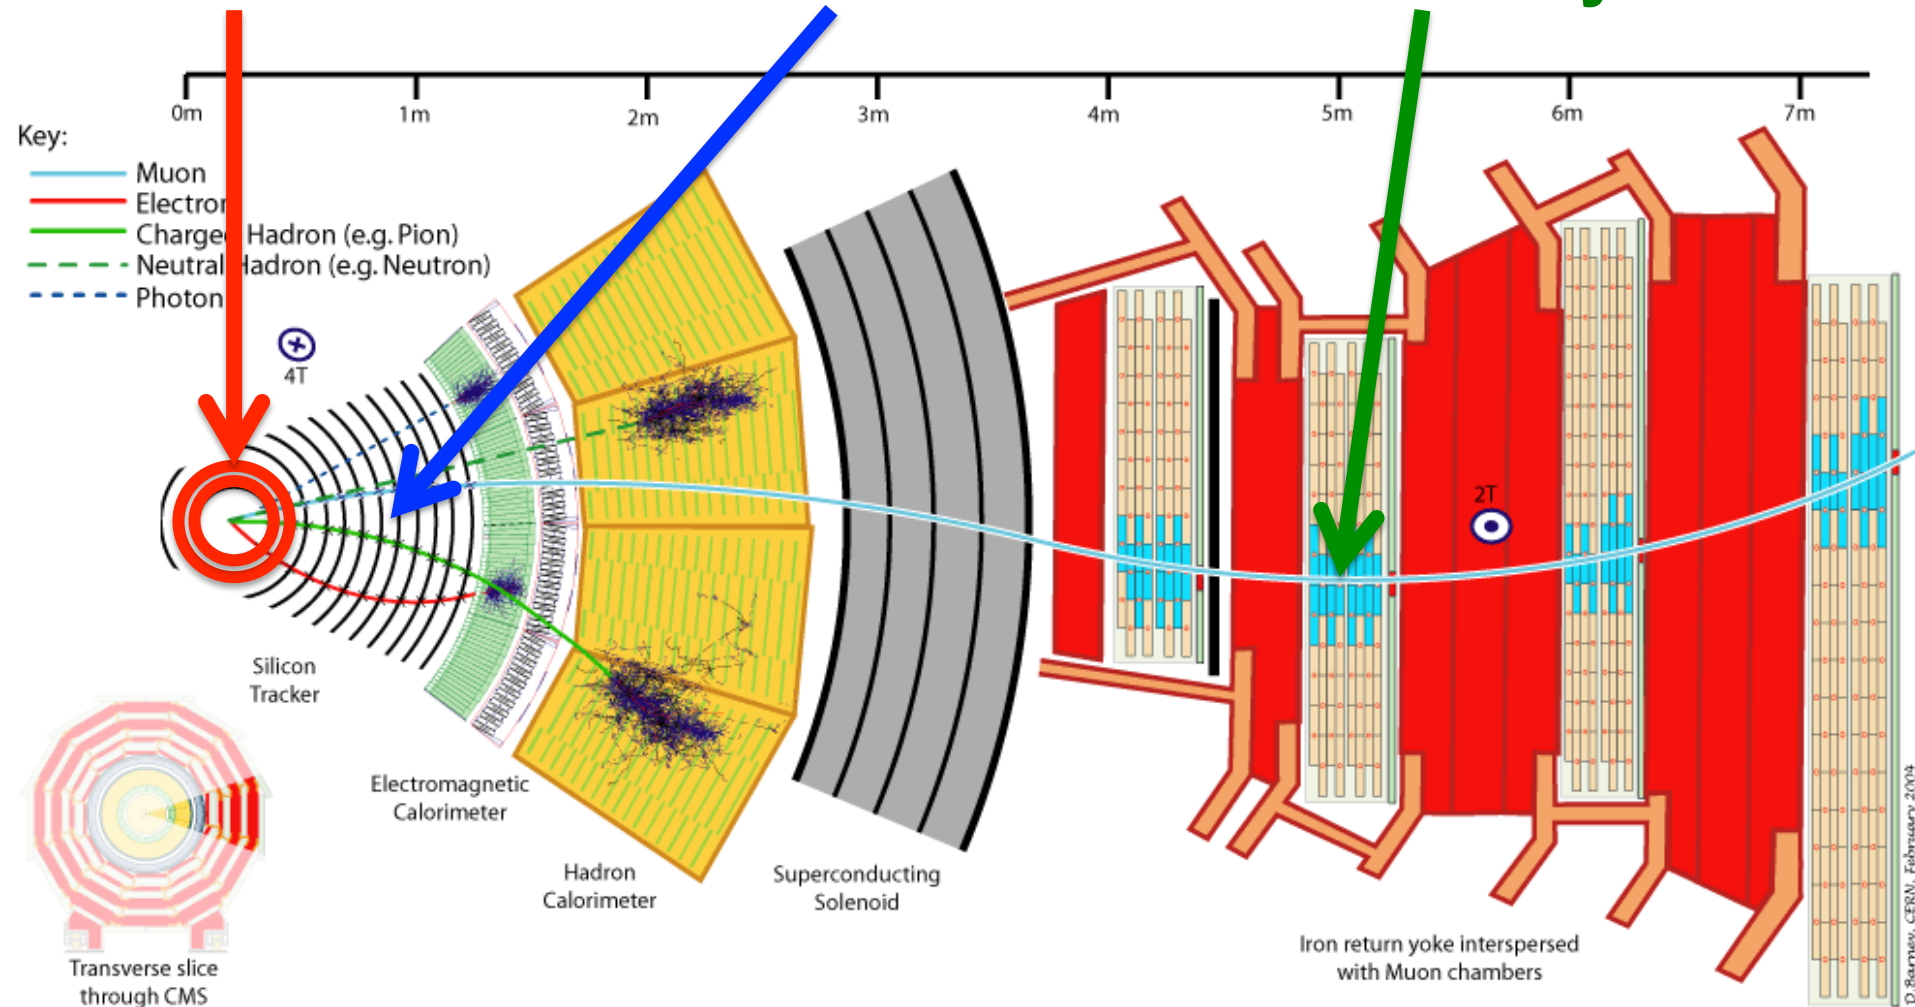 0m
1m
2m
3m
4m
5m
6m
7m
Key:
Muon
Electron
Charged Hadron (e.g. Pion)
Neutral Hadron (e.g. Neutron)
Photon
4T
2T
Silicon
Tracker
Electromagnetic
Calorimeter
Hadron
Calorimeter
Superconducting
Solenoid
Iron return yoke interspersed
with Muon chambers
Transverse slice
through CMS
D.Barney, CERN, February 2004